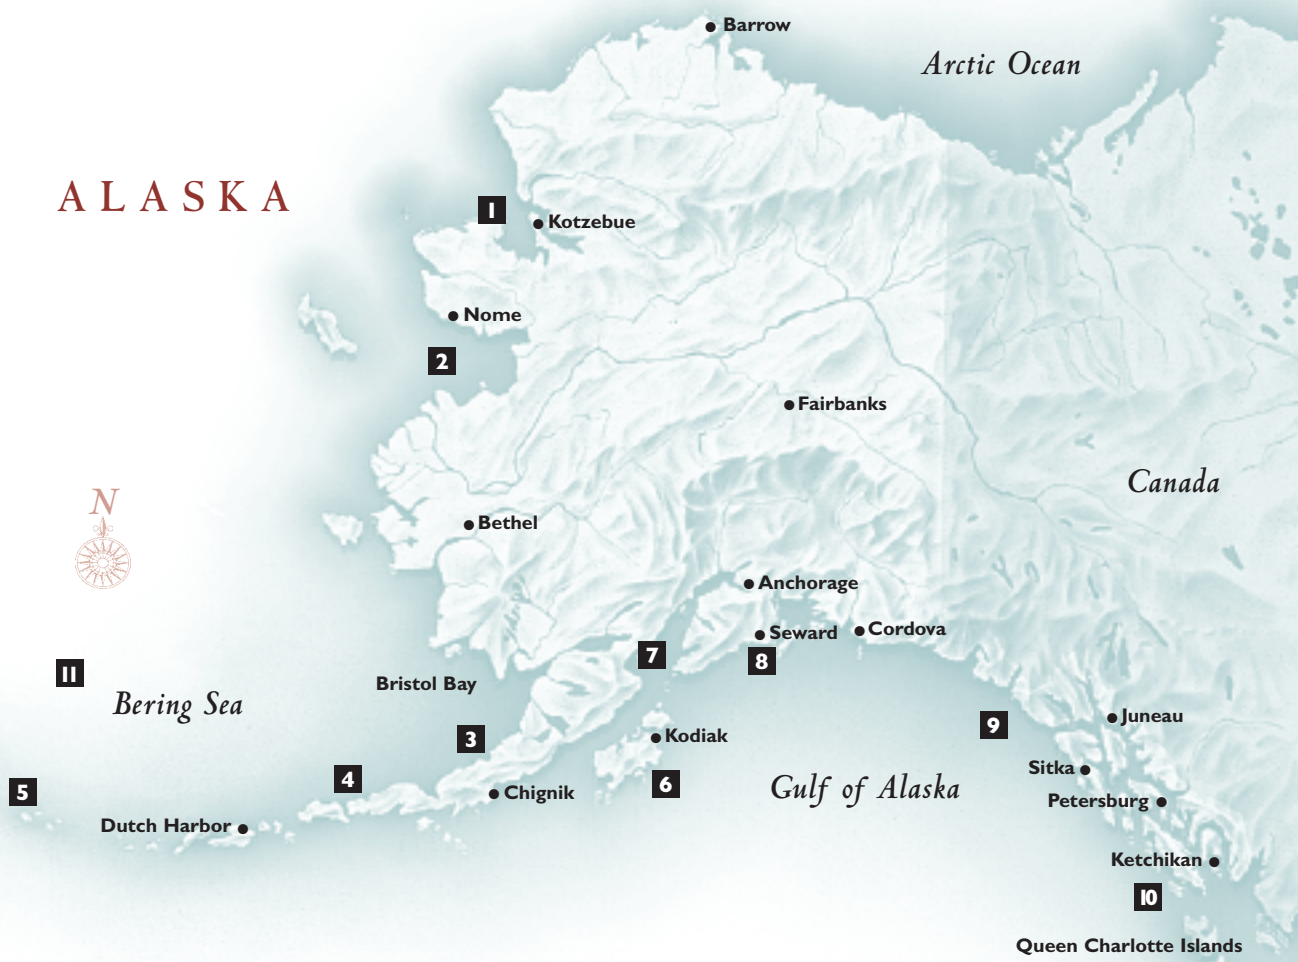 Barrow
Arctic Ocean
ALASKA
1
Kotzebue
Nome
2
Fairbanks
Canada
N
Bethel
Anchorage
Seward
Cordova
7
8
11
Bristol Bay
Bering Sea
Juneau
9
3
Kodiak
Sitka
4
6
Gulf of Alaska
5
Chignik
Petersburg
Dutch Harbor
Ketchikan
10
Queen Charlotte Islands